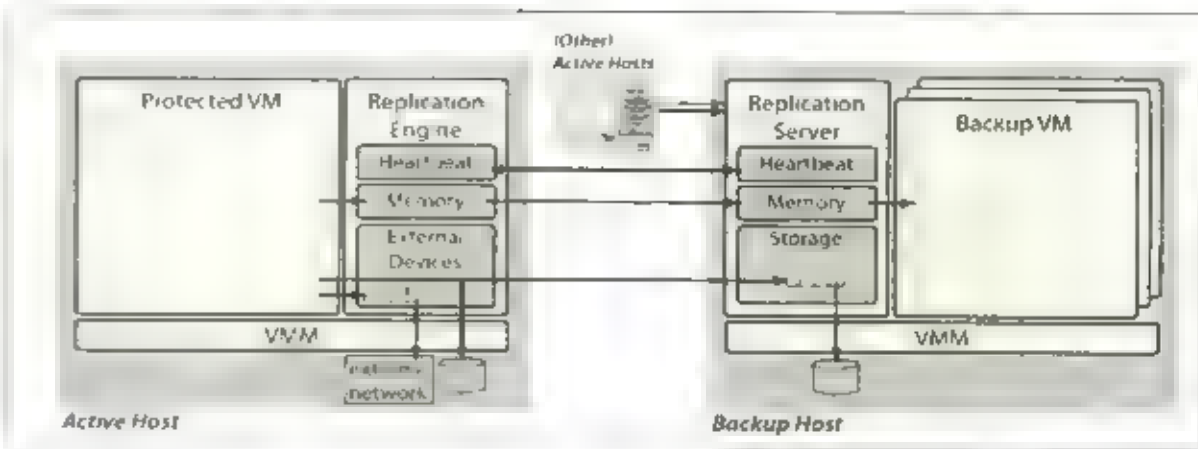 (Other)
Active Hosts
Protected VM
Replication
Engine
Heartbeat
Memory
External
Devices
VMM
network
Active Host
Replication
Server
Heartbeat
Memory
Storage
Backup VM
VMM
Backup Host